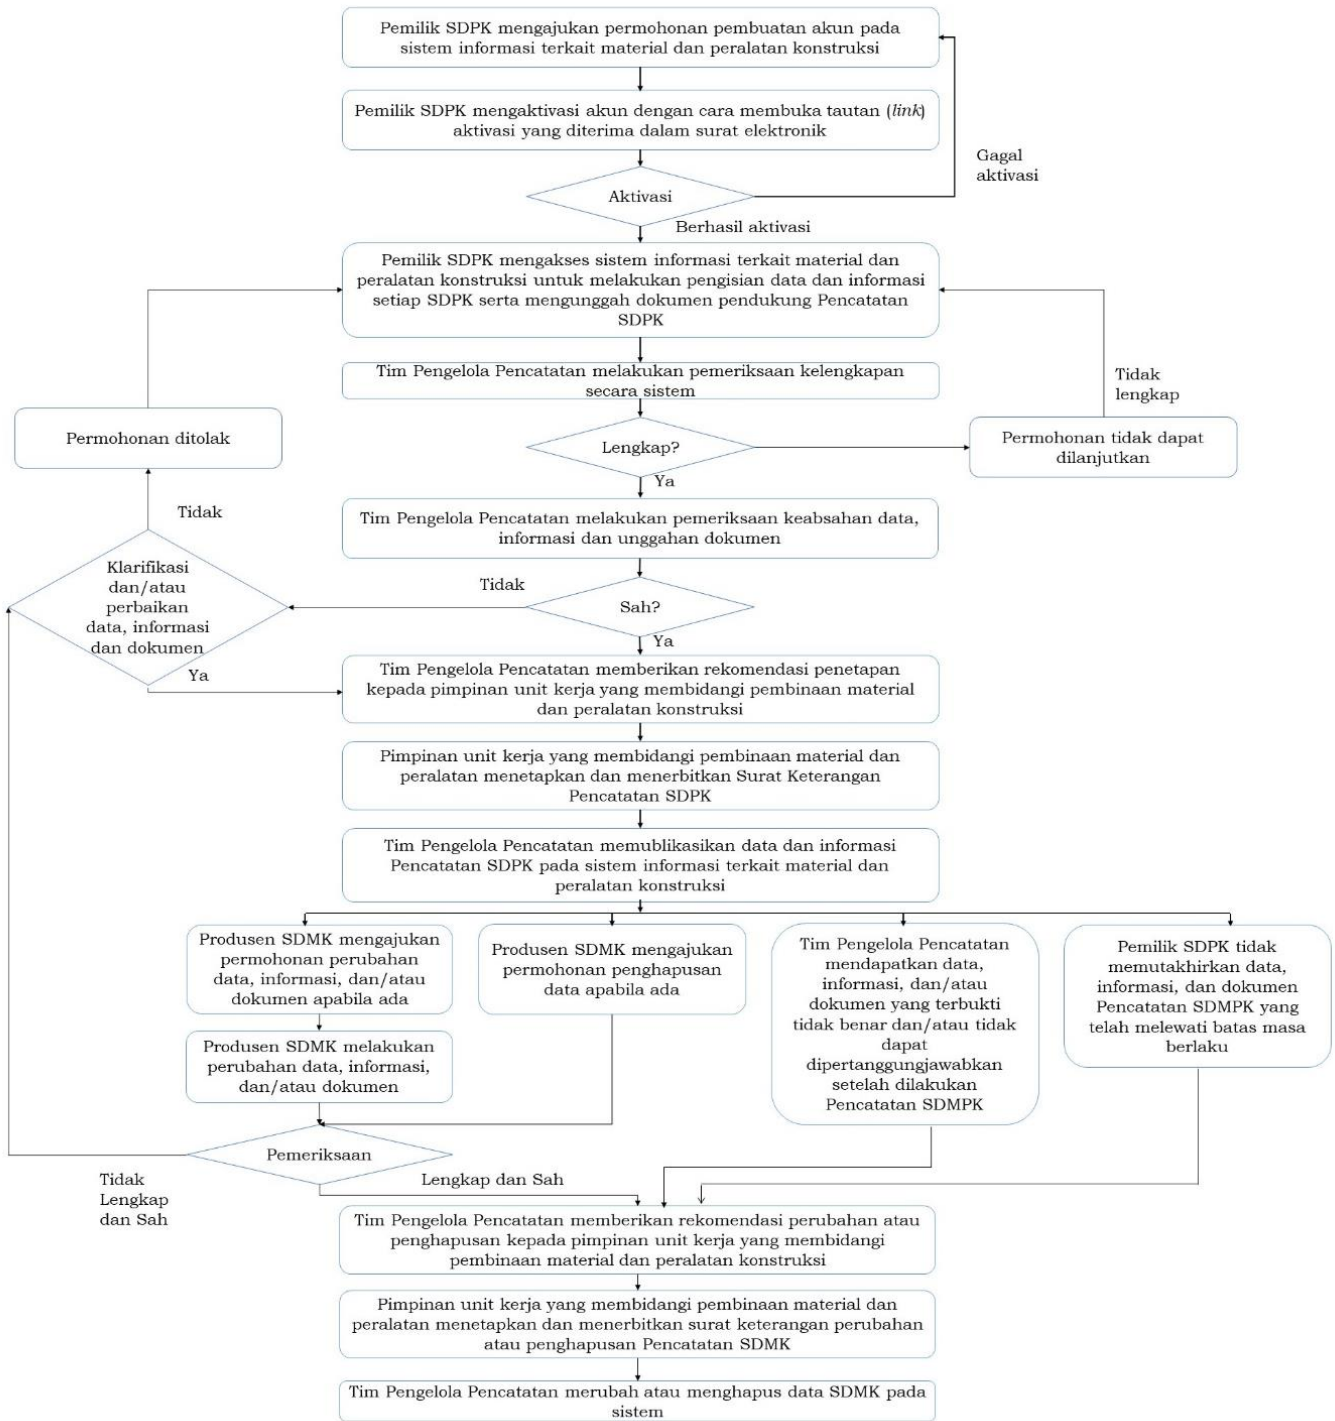 Pemilik SDPK mengajukan permohonan pembuatan akun pada
sistem informasi terkait material dan peralatan konstruksi
Pemilik SDPK mengaktivasi akun dengan cara membuka tautan (link)
aktivasi yang diterima dalam surat elektronik
Gagal
aktivasi
Aktivasi
Berhasil aktivasi
Pemilik SDPK mengakses sistem informasi terkait material dan
peralatan konstruksi untuk melakukan pengisian data dan informasi
setiap SDPK serta mengunggah dokumen pendukung Pencatatan
SDPK
Tim Pengelola Pencatatan melakukan pemeriksaan kelengkapan
secara sistem
Tidak
lengkap
Permohonan ditolak
Lengkap?
Permohonan tidak dapat
dilanjutkan
Ya
Tidak
Tim Pengelola Pencatatan melakukan pemeriksaan keabsahan data,
informasi dan unggahan dokumen
Klarifikasi
dan/atau
perbaikan
data, informasi
dan dokumen
Tidak
Sah?
Ya
Ya
Tim Pengelola Pencatatan memberikan rekomendasi penetapan
kepada pimpinan unit kerja yang membidangi pembinaan material
dan peralatan konstruksi
Pimpinan unit kerja yang membidangi pembinaan material dan
peralatan menetapkan dan menerbitkan Surat Keterangan
Pencatatan SDPK
Tim Pengelola Pencatatan memublikasikan data dan informasi
Pencatatan SDPK pada sistem informasi terkait material dan
peralatan konstruksi
Produsen SDMK mengajukan
permohonan perubahan
data, informasi, dan/atau
dokumen apabila ada
Produsen SDMK mengajukan
permohonan penghapusan
data apabila ada
Tim Pengelola Pencatatan
mendapatkan data,
informasi, dan/atau
dokumen yang terbukti
tidak benar dan/atau tidak
dapat
dipertanggungjawabkan
setelah dilakukan
Pencatatan SDMPK
Pemilik SDPK tidak
memutakhirkan data,
informasi, dan dokumen
Pencatatan SDMPK yang
telah melewati batas masa
berlaku
Produsen SDMK melakukan
perubahan data, informasi,
dan/atau dokumen
Pemeriksaan
Tidak
Lengkap
dan Sah
Lengkap dan Sah
Tim Pengelola Pencatatan memberikan rekomendasi perubahan atau
penghapusan kepada pimpinan unit kerja yang membidangi
pembinaan material dan peralatan konstruksi
Pimpinan unit kerja yang membidangi pembinaan material dan
peralatan menetapkan dan menerbitkan surat keterangan perubahan
atau penghapusan Pencatatan SDMK
Tim Pengelola Pencatatan merubah atau menghapus data SDMK pada
sistem